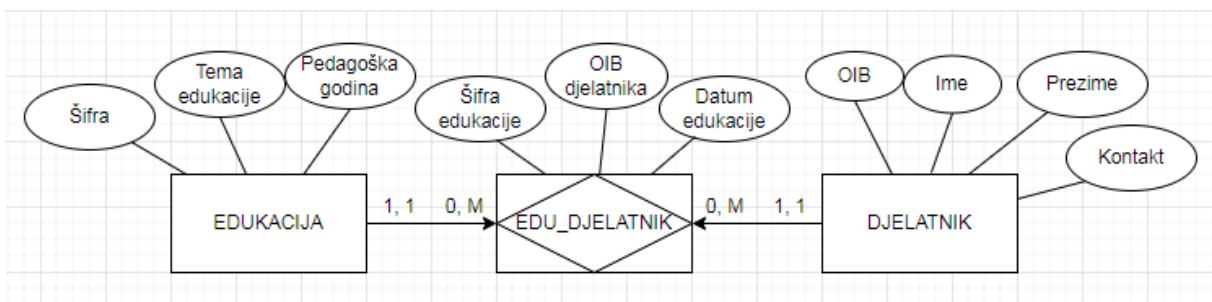 Šifra
Tema
edukacije
Pedagoška
godina
Šifra
edukacije
OIB
djelatnika
Datum
edukacije
OIB
Ime
Prezime
Kontakt
EDUKACIJA
1, 1
0, M
EDU_DJELATNIK
0, M
1, 1
DJELATNIK